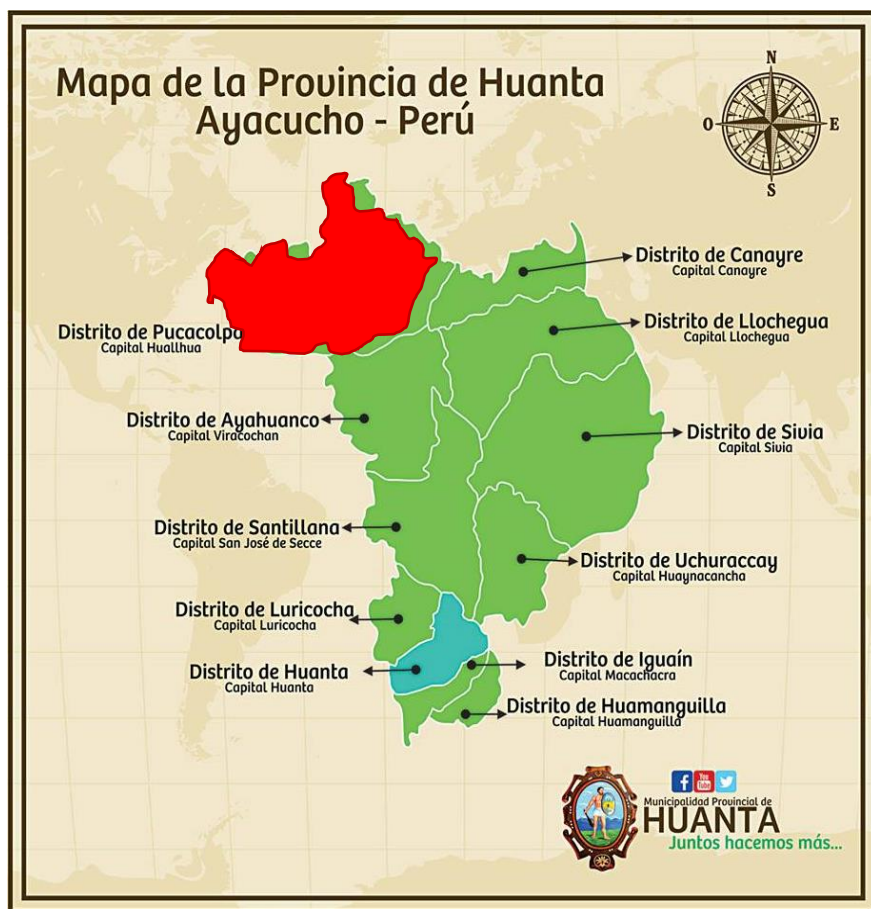 Mapa de la Provincia de Huanta
Ayacucho - Perú
N
O
E
S
Distrito de Canayre
Capital Canayre
Distrito de Llochegua
Capital Llochegua
Distrito de Pucacolpa
Capital Huallhua
Distrito de Ayahuanco
Capital Viracochan
Distrito de Sivia
Capital Sivia
Distrito de Santillana
Capital San José de Secce
Distrito de Uchuraccay
Capital Huaynacancha
Distrito de Luricocha
Capital Luricocha
Distrito de Huanta
Capital Huanta
Distrito de Iguaín
Capital Macachacra
Distrito de Huamanguilla
Capital Huamanguilla
You
Tube
Municipalidad Provincial de
HUANTA
Juntos hacemos más...